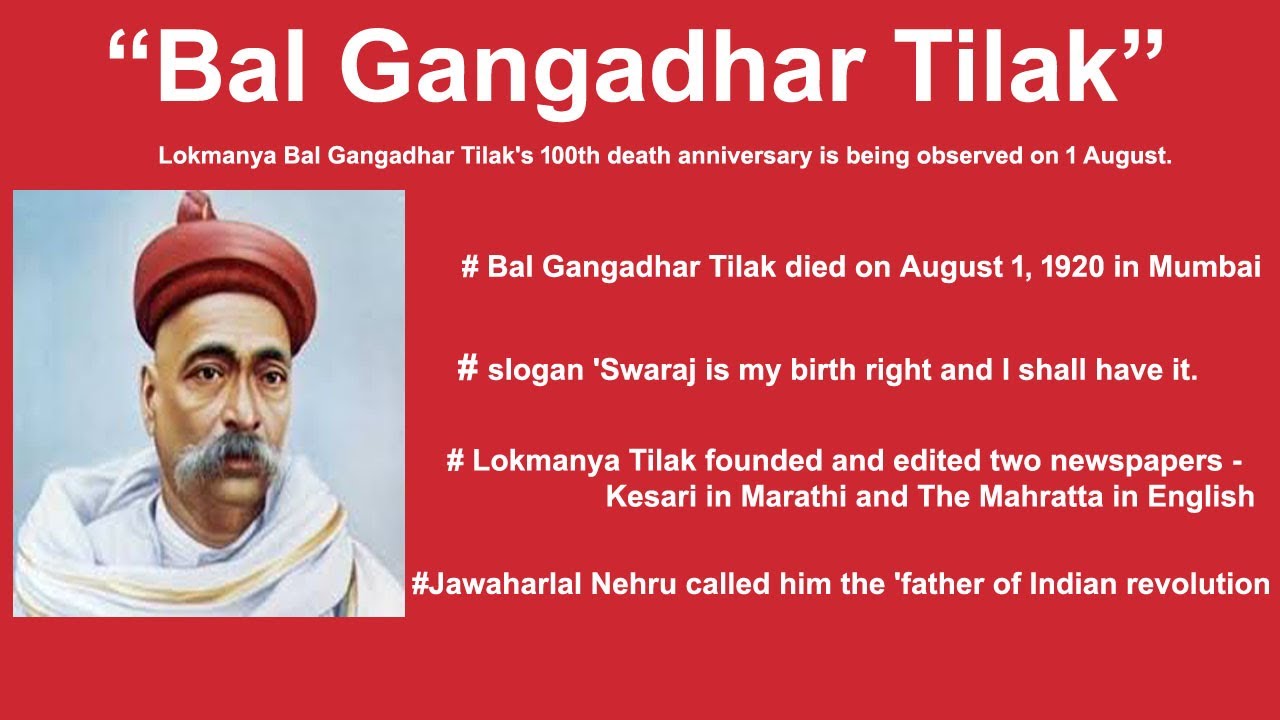 “Bal Gangadhar Tilak”
Lokmanya Bal Gangadhar Tilak's 100th death anniversary is being observed on 1 August.
# Bal Gangadhar Tilak died on August 1, 1920 in Mumbai
# slogan 'Swaraj is my birth right and I shall have it.
# Lokmanya Tilak founded and edited two newspapers -
Kesari in Marathi and The Mahratta in English
#Jawaharlal Nehru called him the 'father of Indian revolution